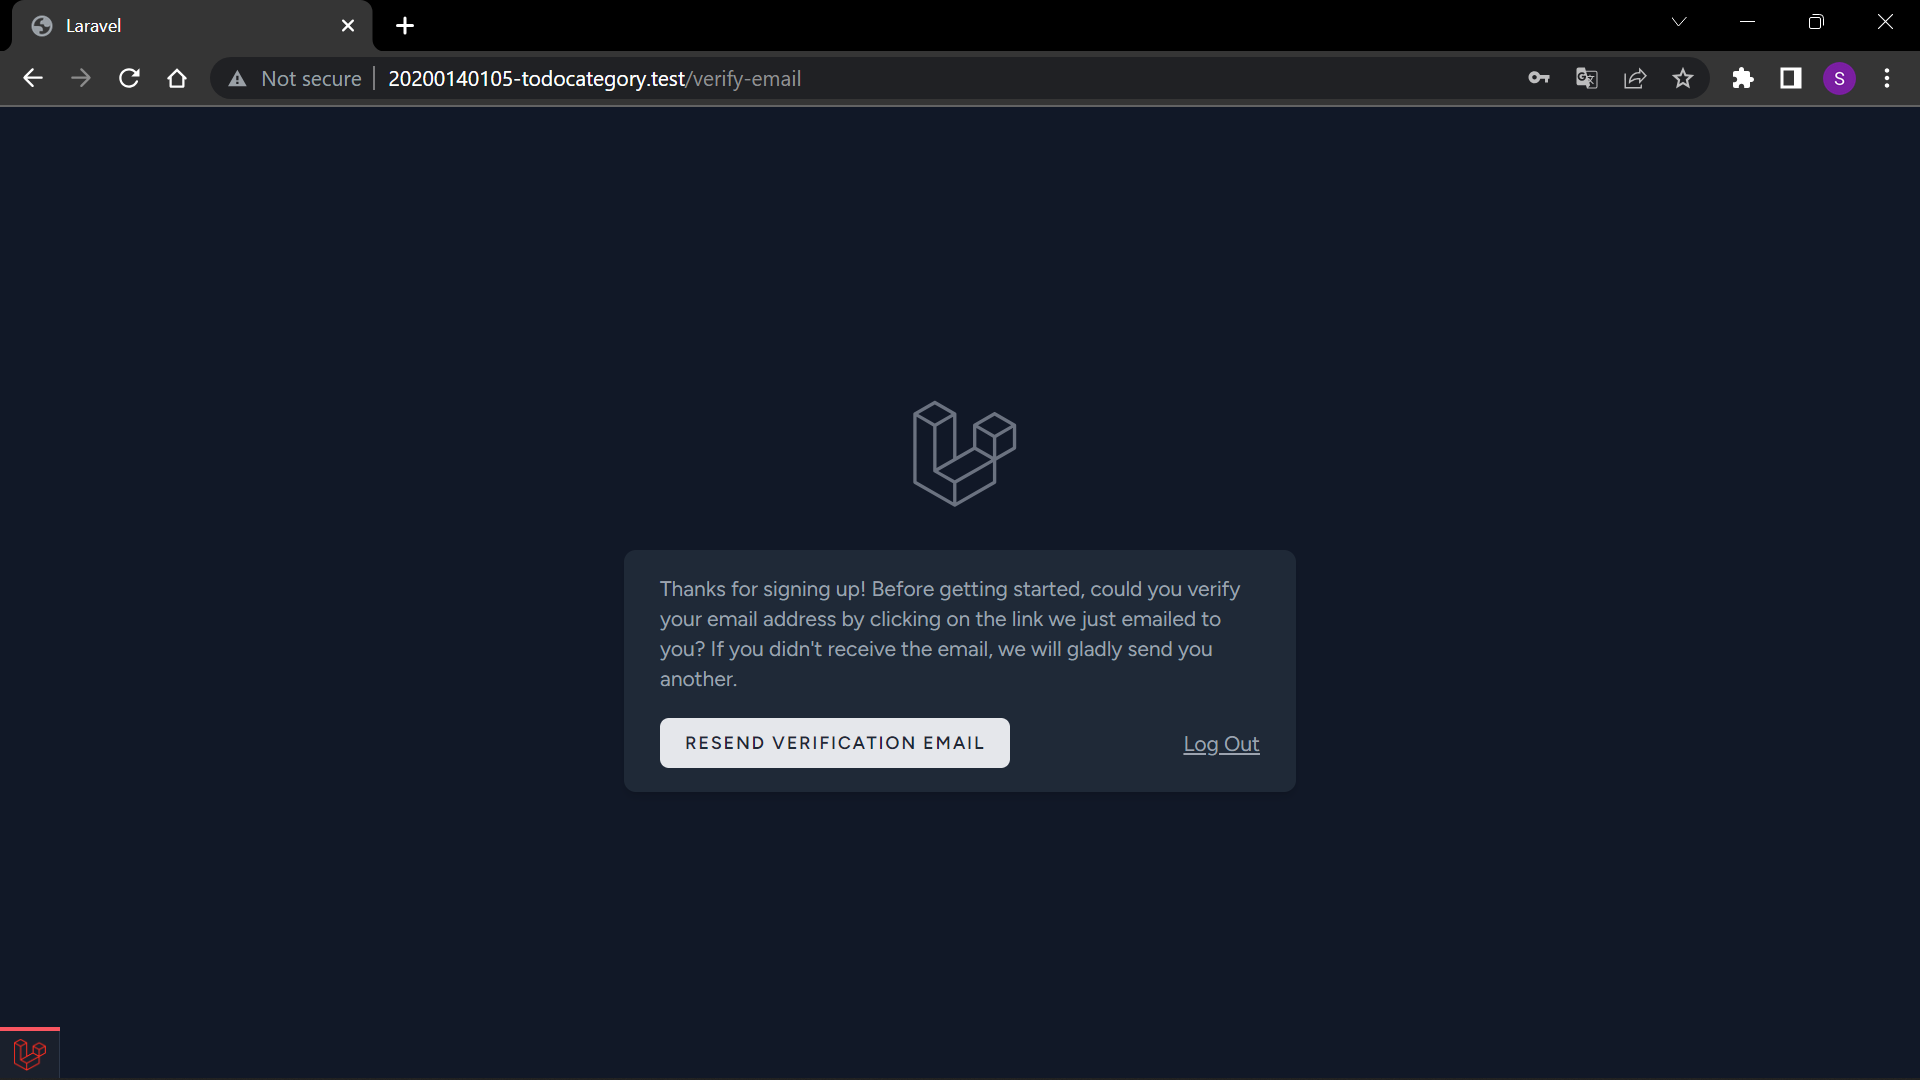 Laravel
Not secure 20200140105-todocategory.test/verify-email
S
Thanks for signing up! Before getting started, could you verify
your email address by clicking on the link we just emailed to
you? If you didn't receive the email, we will gladly send you
another.
RESEND VERIFICATION EMAIL
Log Out